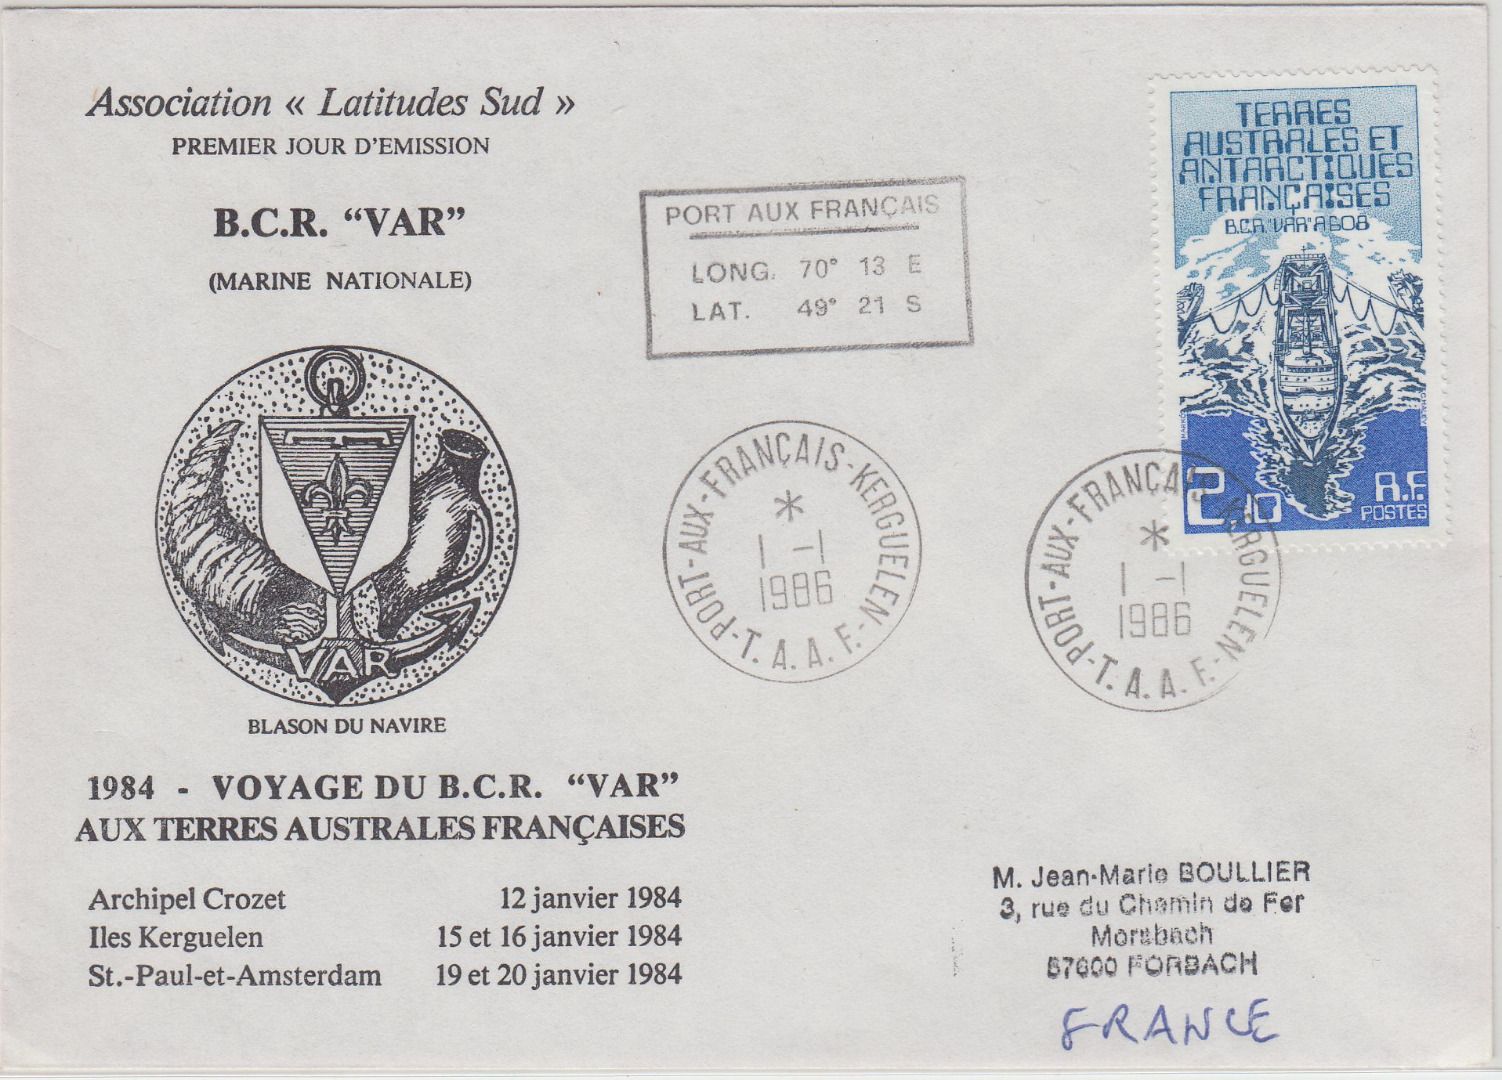 Association « Latitudes Sud »
PREMIER JOUR D'EMISSION
B.C.R. “VAR”
(MARINE NATIONALE)
VAR
BLASON DU NAVIRE
1984 - VOYAGE DU B.C.R. “VAR”
AUX TERRES AUSTRALES FRANÇAISES
Archipel Crozet 12 janvier 1984
Iles Kerguelen 15 et 16 janvier 1984
St.-Paul-et-Amsterdam 19 et 20 janvier 1984
PORT AUX FRANÇAIS
LONG. 70° 13 E
LAT. 49° 21 S
PORT-AUX-FRANÇAIS-KERGUELEN
* 
1 -1
1986
-T.A.A.F.-
TERRES
AUSTRALES ET
ANTARCTIQUES
FRANÇAISES
B.C.R. "VAR" A608
2,10 R.F.
POSTES
PORT-AUX-FRANÇAIS-KERGUELEN
*
1 -1
1986
-T.A.A.F.-
M. Jean-Marie BOULLIER
3, rue du Chemin de Fer
Morsbach
57600 FORBACH
FRANCE